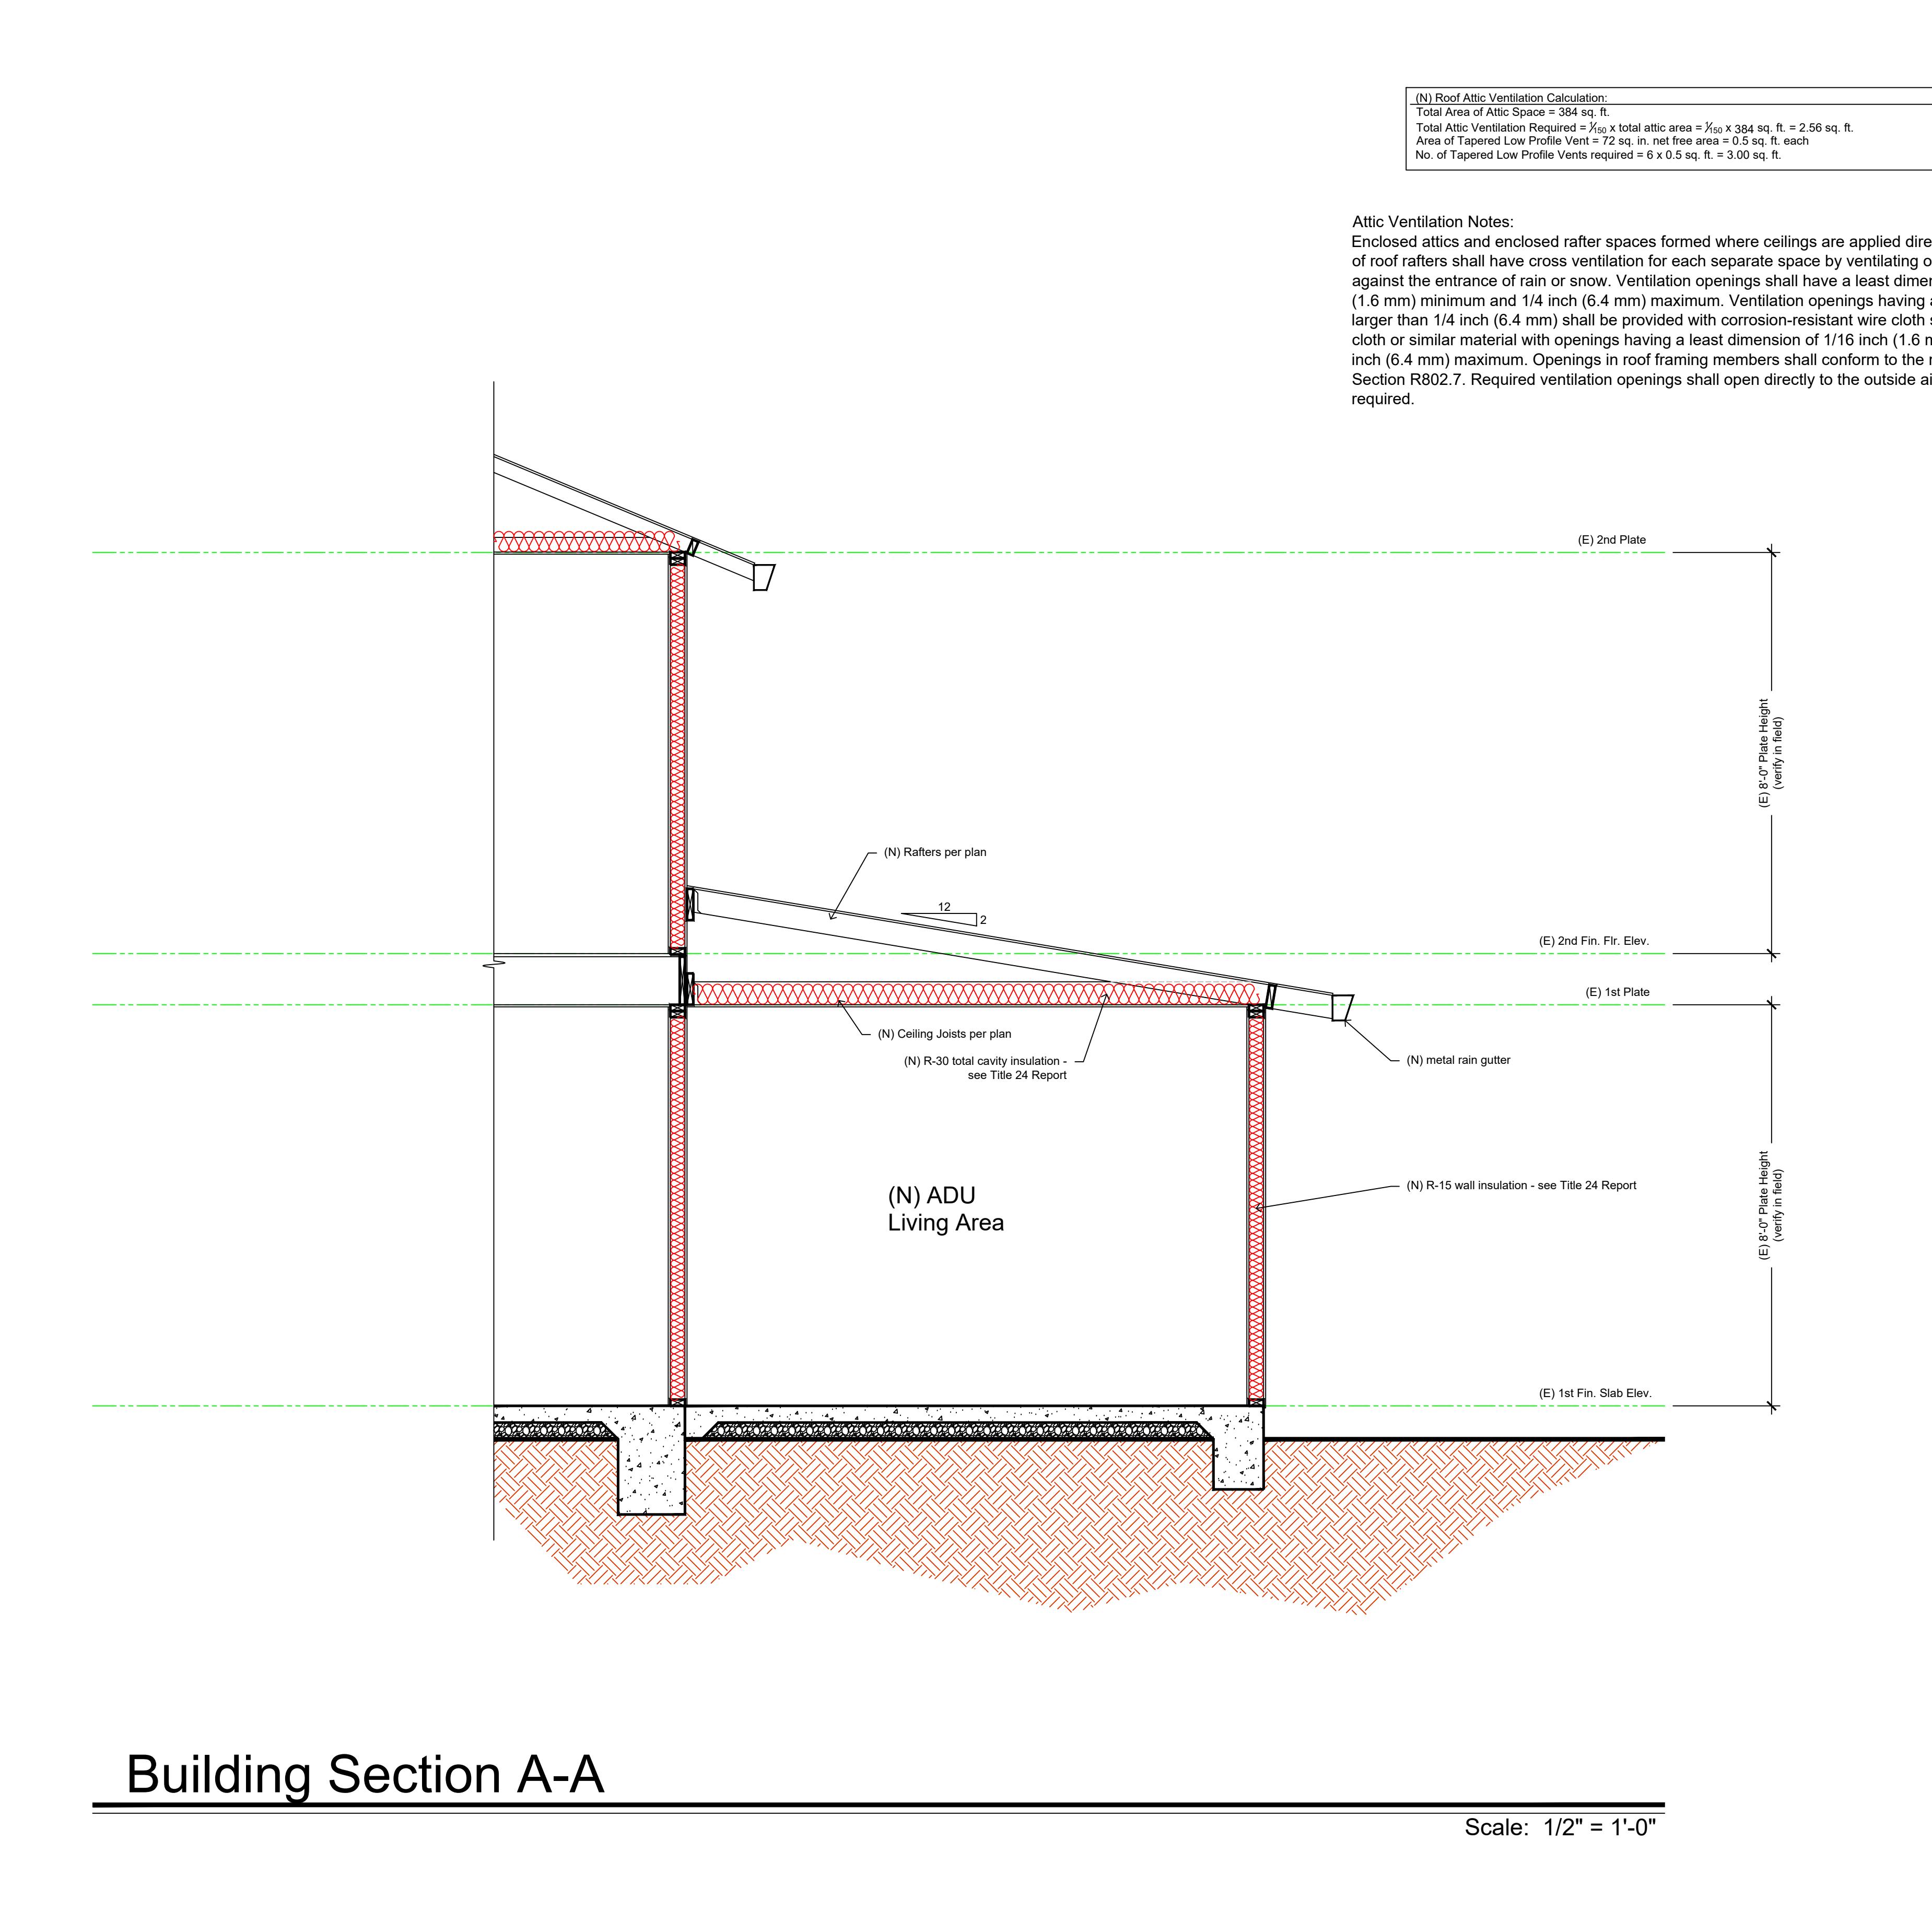 (N) Roof Attic Ventilation Calculation:
Total Area of Attic Space = 384 sq. ft.
Total Attic Ventilation Required = 1/150 x total attic area = 1/150 x 384 sq. ft. = 2.56 sq. ft.
Area of Tapered Low Profile Vent = 72 sq. in. net free area = 0.5 sq. ft. each
No. of Tapered Low Profile Vents required = 6 x 0.5 sq. ft. = 3.00 sq. ft.
Attic Ventilation Notes:
Enclosed attics and enclosed rafter spaces formed where ceilings are applied
of roof rafters shall have cross ventilation for each separate space by ventilating
against the entrance of rain or snow. Ventilation openings shall have a least
(1.6 mm) minimum and 1/4 inch (6.4 mm) maximum. Ventilation openings having
larger than 1/4 inch (6.4 mm) shall be provided with corrosion-resistant wire cloth
cloth or similar material with openings having a least dimension of 1/16 inch (1.6
inch (6.4 mm) maximum. Openings in roof framing members shall conform to the
Section R802.7. Required ventilation openings shall open directly to the outside
required.
(E) 2nd Plate
(E) 8'-0" Plate Height
(verify in field)
(N) Rafters per plan
12
2
(E) 2nd Fin. Flr. Elev.
(E) 1st Plate
(N) Ceiling Joists per plan
(N) R-30 total cavity insulation -
see Title 24 Report
(N) metal rain gutter
(N) ADU
Living Area
(N) R-15 wall insulation - see Title 24 Report
(E) 8'-0" Plate Height
(verify in field)
(E) 1st Fin. Slab Elev.
Building Section A-A
Scale: 1/2" = 1'-0"